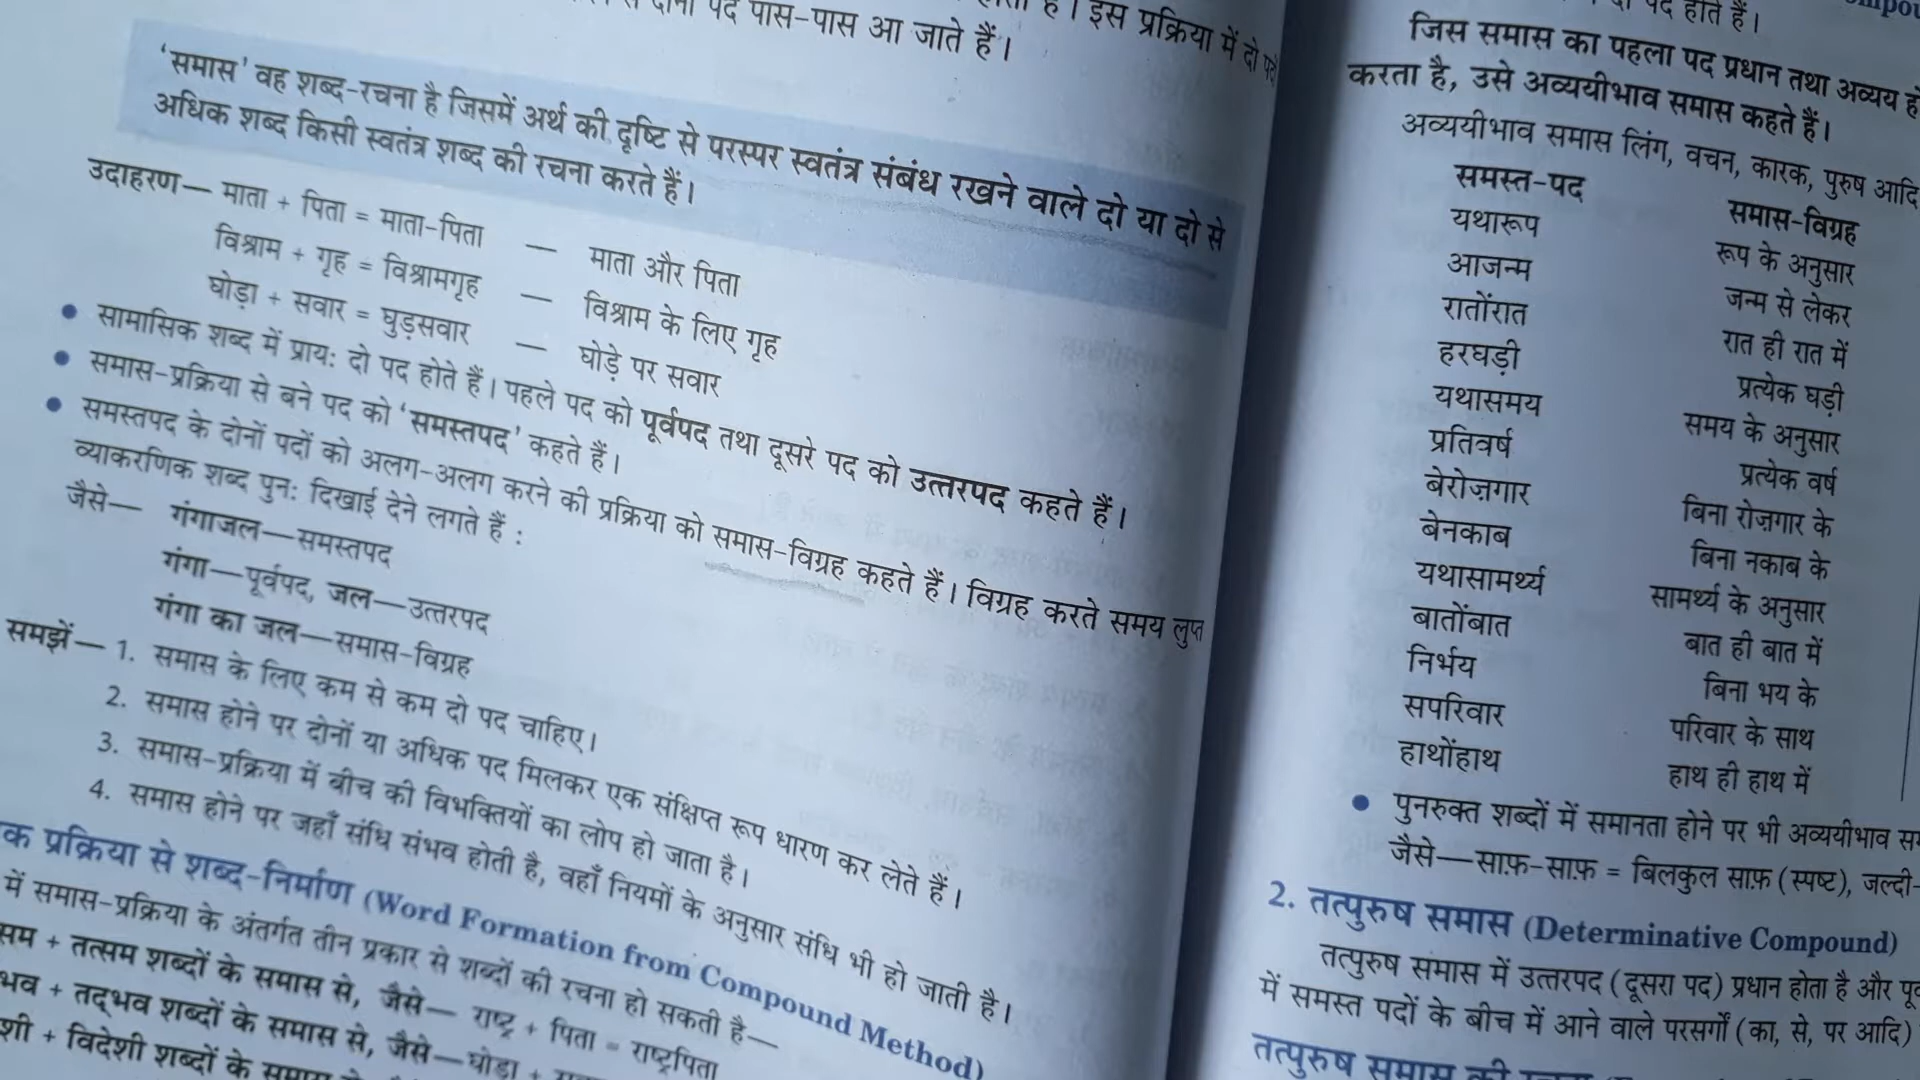 दोनों पद पास-पास आ जाते हैं।
है। इस प्रक्रिया में दो
'समास' वह शब्द-रचना है जिसमें अर्थ की दृष्टि से परस्पर स्वतंत्र संबंध रखने वाले दो या दो से
अधिक शब्द किसी स्वतंत्र शब्द की रचना करते हैं।
उदाहरण— माता + पिता = माता-पिता — माता और पिता
विश्राम + गृह = विश्रामगृह — विश्राम के लिए गृह
घोड़ा + सवार = घुड़सवार — घोड़े पर सवार
• सामासिक शब्द में प्राय: दो पद होते हैं। पहले पद को पूर्वपद तथा दूसरे पद को उत्तरपद कहते हैं।
• समास-प्रक्रिया से बने पद को 'समस्तपद' कहते हैं।
• समस्तपद के दोनों पदों को अलग-अलग करने की प्रक्रिया को समास-विग्रह कहते हैं। विग्रह करते समय लुप्त
व्याकरणिक शब्द पुन: दिखाई देने लगते हैं :
जैसे— गंगाजल—समस्तपद
गंगा—पूर्वपद, जल—उत्तरपद
गंगा का जल—समास-विग्रह
समझें— 1. समास के लिए कम से कम दो पद चाहिए।
2. समास होने पर दोनों या अधिक पद मिलकर एक संक्षिप्त रूप धारण कर लेते हैं।
3. समास-प्रक्रिया में बीच की विभक्तियों का लोप हो जाता है।
4. समास होने पर जहाँ संधि संभव होती है, वहाँ नियमों के अनुसार संधि भी हो जाती है।
प्रक्रिया से शब्द-निर्माण (Word Formation from Compound Method)
में समास-प्रक्रिया के अंतर्गत तीन प्रकार से शब्दों की रचना हो सकती है—
+ तत्सम शब्दों के समास से, जैसे— राष्ट्र + पिता = राष्ट्रपिता
+ तद्भव शब्दों के समास से, जैसे—घोड़ा +
+ विदेशी शब्दों के
पद होते हैं।
जिस समास का पहला पद प्रधान तथा अव्यय
करता है, उसे अव्ययीभाव समास कहते हैं।
अव्ययीभाव समास लिंग, वचन, कारक, पुरुष आदि
समस्त-पद समास-विग्रह
यथारूप रूप के अनुसार
आजन्म जन्म से लेकर
रातोंरात रात ही रात में
हरघड़ी प्रत्येक घड़ी
यथासमय समय के अनुसार
प्रतिवर्ष प्रत्येक वर्ष
बेरोज़गार बिना रोज़गार के
बेनकाब बिना नकाब के
यथासामर्थ्य सामर्थ्य के अनुसार
बातोंबात बात ही बात में
निर्भय बिना भय के
सपरिवार परिवार के साथ
हाथोंहाथ हाथ ही हाथ में
• पुनरुक्त शब्दों में समानता होने पर भी अव्ययीभाव
जैसे—साफ़-साफ़ = बिलकुल साफ़ (स्पष्ट), जल्दी-
2. तत्पुरुष समास (Determinative Compound)
तत्पुरुष समास में उत्तरपद (दूसरा पद) प्रधान होता है और
में समस्त पदों के बीच में आने वाले परसर्गों (का, से, पर आदि)
तत्पुरुष समास की